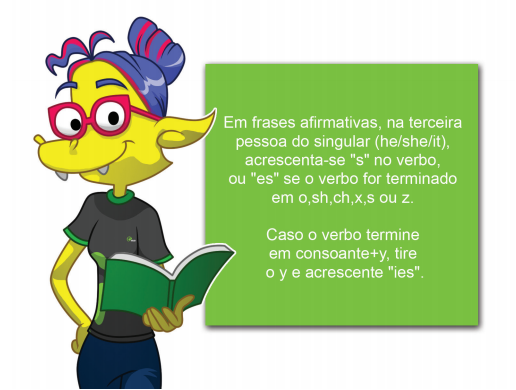 Em frases afirmativas, na terceira
pessoa do singular (he/she/it),
acrescenta-se "s" no verbo,
ou "es" se o verbo for terminado
em o,sh,ch,x,s ou z.
Caso o verbo termine
em consoante+y, tire
o y e acrescente "ies".